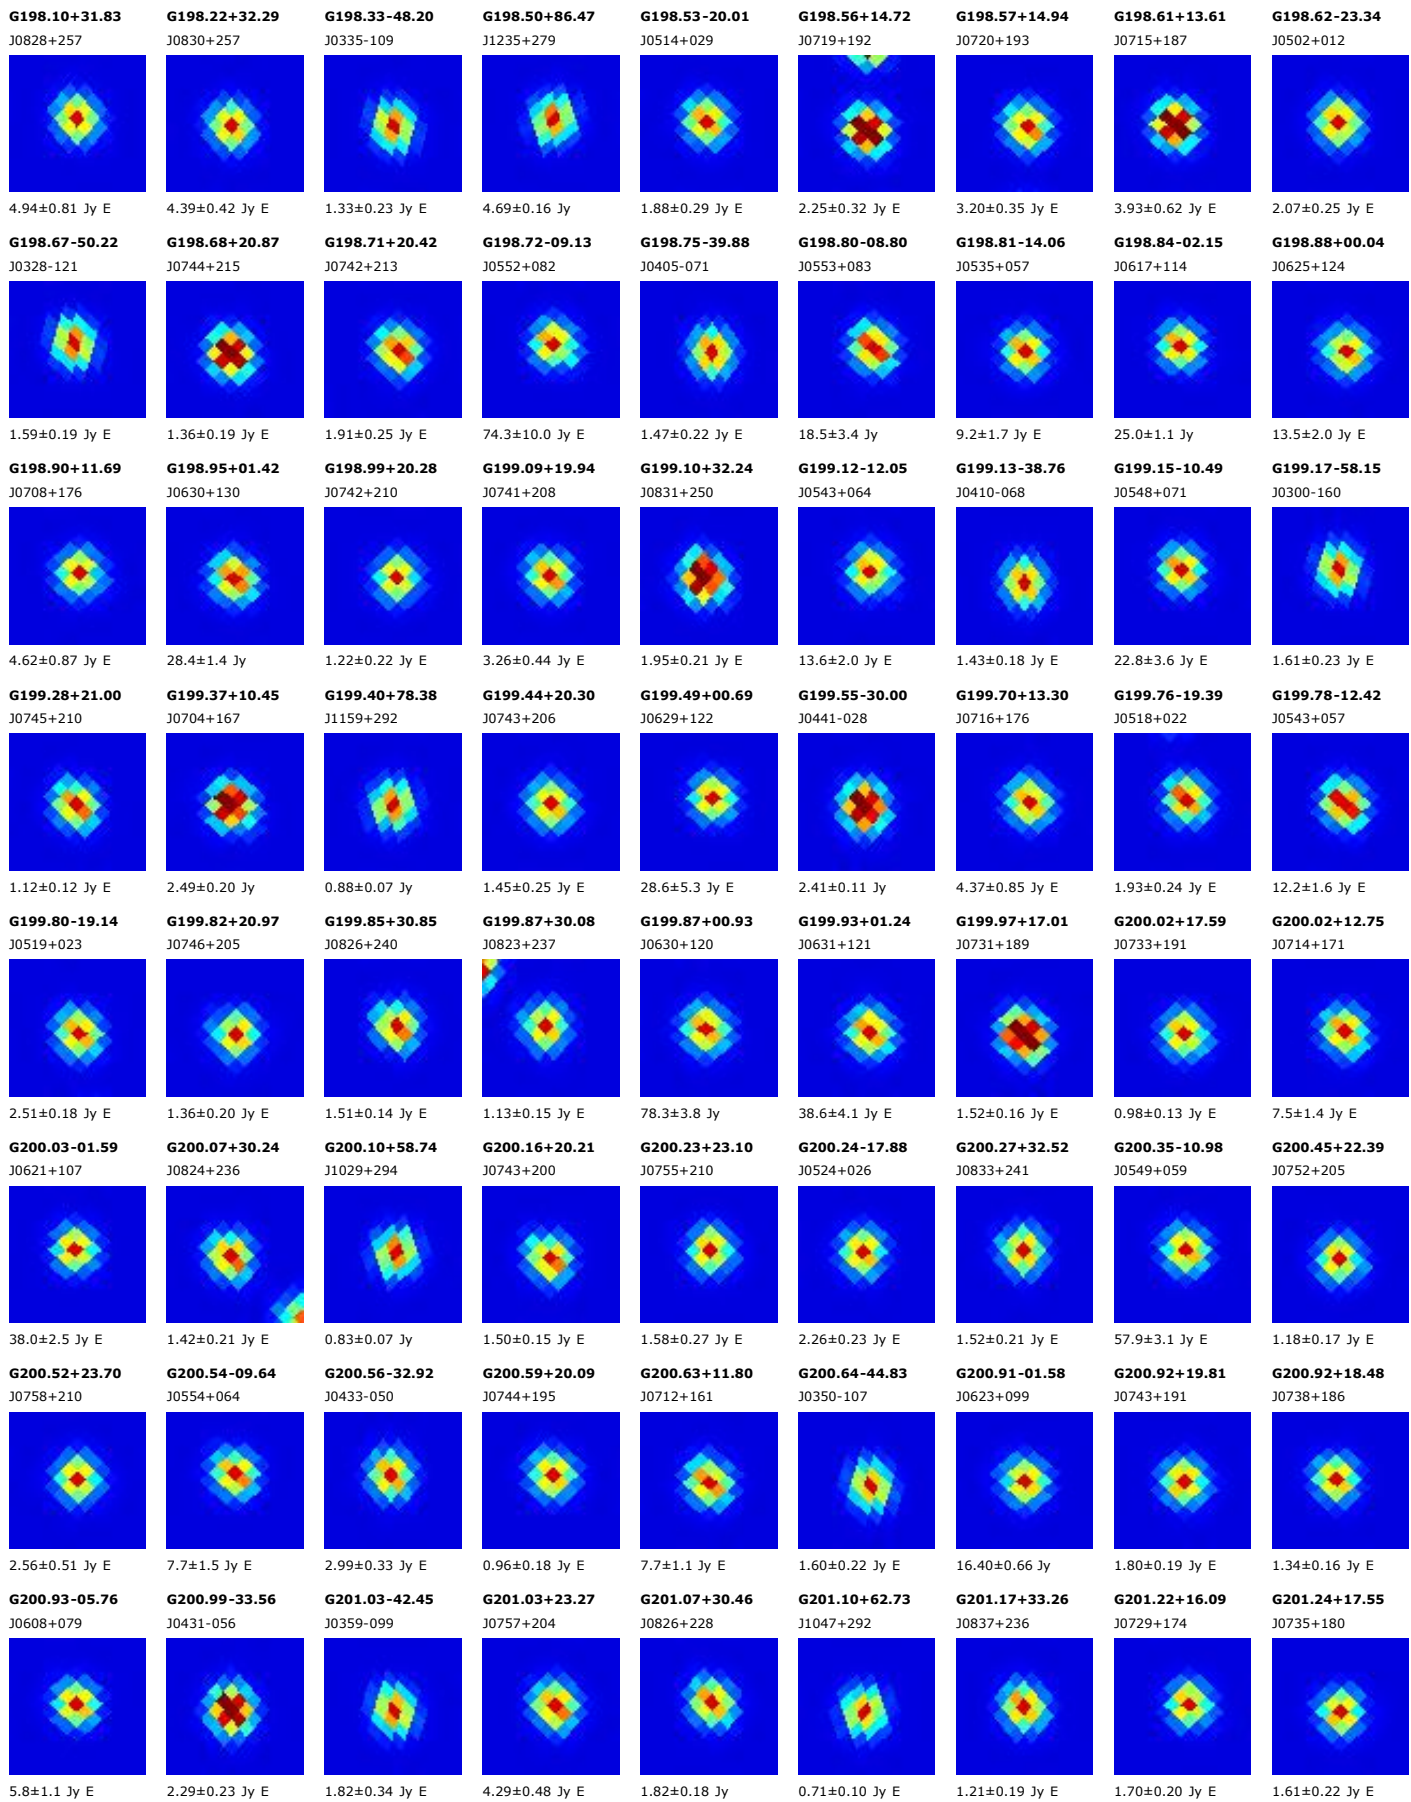 G198.10+31.83 G198.22+32.29 G198.33-48.20 G198.50+86.47 G198.53-20.01 G198.56+14.72 G198.57+14.94 G198.61+13.61 G198.62-23.34
J0828+257 J0830+257 J0335-109 J1235+279 J0514+029 J0719+192 J0720+193 J0715+187 J0502+012
4.94±0.81 Jy E 4.39±0.42 Jy E 1.33±0.23 Jy E 4.69±0.16 Jy 1.88±0.29 Jy E 2.25±0.32 Jy E 3.20±0.35 Jy E 3.93±0.62 Jy E 2.07±0.25 Jy E
G198.67-50.22 G198.68+20.87 G198.71+20.42 G198.72-09.13 G198.75-39.88 G198.80-08.80 G198.81-14.06 G198.84-02.15 G198.88+00.04
J0328-121 J0744+215 J0742+213 J0552+082 J0405-071 J0553+083 J0535+057 J0617+114 J0625+124
1.59±0.19 Jy E 1.36±0.19 Jy E 1.91±0.25 Jy E 74.3±10.0 Jy E 1.47±0.22 Jy E 18.5±3.4 Jy 9.2±1.7 Jy E 25.0±1.1 Jy 13.5±2.0 Jy E
G198.90+11.69 G198.95+01.42 G198.99+20.28 G199.09+19.94 G199.10+32.24 G199.12-12.05 G199.13-38.76 G199.15-10.49 G199.17-58.15
J0708+176 J0630+130 J0742+210 J0741+208 J0831+250 J0543+064 J0410-068 J0548+071 J0300-160
4.62±0.87 Jy E 28.4±1.4 Jy 1.22±0.22 Jy E 3.26±0.44 Jy E 1.95±0.21 Jy E 13.6±2.0 Jy E 1.43±0.18 Jy E 22.8±3.6 Jy E 1.61±0.23 Jy E
G199.28+21.00 G199.37+10.45 G199.40+78.38 G199.44+20.30 G199.49+00.69 G199.55-30.00 G199.70+13.30 G199.76-19.39 G199.78-12.42
J0745+210 J0704+167 J1159+292 J0743+206 J0629+122 J0441-028 J0716+176 J0518+022 J0543+057
1.12±0.12 Jy E 2.49±0.20 Jy 0.88±0.07 Jy 1.45±0.25 Jy E 28.6±5.3 Jy E 2.41±0.11 Jy 4.37±0.85 Jy E 1.93±0.24 Jy E 12.2±1.6 Jy E
G199.80-19.14 G199.82+20.97 G199.85+30.85 G199.87+30.08 G199.87+00.93 G199.93+01.24 G199.97+17.01 G200.02+17.59 G200.02+12.75
J0519+023 J0746+205 J0826+240 J0823+237 J0630+120 J0631+121 J0731+189 J0733+191 J0714+171
2.51±0.18 Jy E 1.36±0.20 Jy E 1.51±0.14 Jy E 1.13±0.15 Jy E 78.3±3.8 Jy 38.6±4.1 Jy E 1.52±0.16 Jy E 0.98±0.13 Jy E 7.5±1.4 Jy E
G200.03-01.59 G200.07+30.24 G200.10+58.74 G200.16+20.21 G200.23+23.10 G200.24-17.88 G200.27+32.52 G200.35-10.98 G200.45+22.39
J0621+107 J0824+236 J1029+294 J0743+200 J0755+210 J0524+026 J0833+241 J0549+059 J0752+205
38.0±2.5 Jy E 1.42±0.21 Jy E 0.83±0.07 Jy 1.50±0.15 Jy E 1.58±0.27 Jy E 2.26±0.23 Jy E 1.52±0.21 Jy E 57.9±3.1 Jy E 1.18±0.17 Jy E
G200.52+23.70 G200.54-09.64 G200.56-32.92 G200.59+20.09 G200.63+11.80 G200.64-44.83 G200.91-01.58 G200.92+19.81 G200.92+18.48
J0758+210 J0554+064 J0433-050 J0744+195 J0712+161 J0350-107 J0623+099 J0743+191 J0738+186
2.56±0.51 Jy E 7.7±1.5 Jy E 2.99±0.33 Jy E 0.96±0.18 Jy E 7.7±1.1 Jy E 1.60±0.22 Jy E 16.40±0.66 Jy 1.80±0.19 Jy E 1.34±0.16 Jy E
G200.93-05.76 G200.99-33.56 G201.03-42.45 G201.03+23.27 G201.07+30.46 G201.10+62.73 G201.17+33.26 G201.22+16.09 G201.24+17.55
J0608+079 J0431-056 J0359-099 J0757+204 J0826+228 J1047+292 J0837+236 J0729+174 J0735+180
5.8±1.1 Jy E 2.29±0.23 Jy E 1.82±0.34 Jy E 4.29±0.48 Jy E 1.82±0.18 Jy 0.71±0.10 Jy E 1.21±0.19 Jy E 1.70±0.20 Jy E 1.61±0.22 Jy E